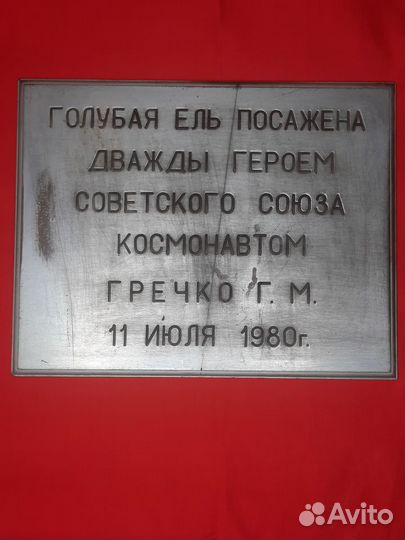 ГОЛУБАЯ ЕЛЬ ПОСАЖЕНА
ДВАЖДЫ ГЕРОЕМ
СОВЕТСКОГО СОЮЗА
КОСМОНАВТОМ
ГРЕЧКО Г. М.
11 ИЮЛЯ 1980г.
Avito